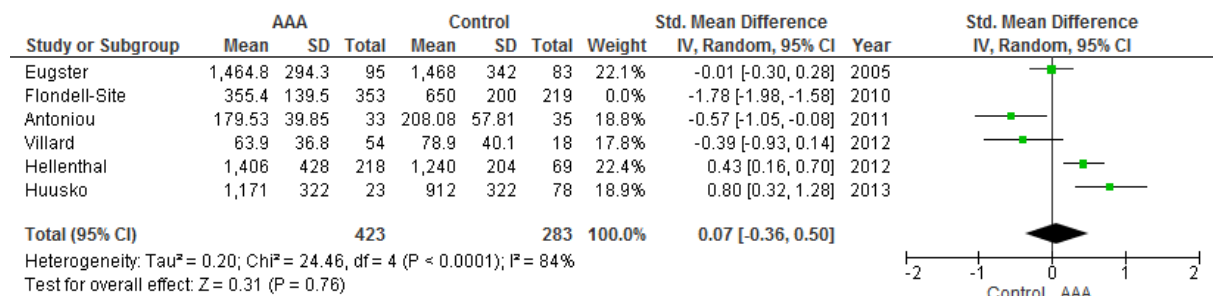 AAA Control Std. Mean Difference Std. Mean Difference
Study or Subgroup Mean SD Total Mean SD Total Weight IV, Random, 95% CI Year IV, Random, 95% CI
Eugster 1,464.8 294.3 95 1,468 342 83 22.1% -0.01 [-0.30, 0.28] 2005
Flondell-Site 355.4 139.5 353 650 200 219 0.0% -1.78 [-1.98, -1.58] 2010
Antoniou 179.53 39.85 33 208.08 57.81 35 18.8% -0.57 [-1.05, -0.08] 2011
Villard 63.9 36.8 54 78.9 40.1 18 17.8% -0.39 [-0.93, 0.14] 2012
Hellenthal 1,406 428 218 1,240 204 69 22.4% 0.43 [0.16, 0.70] 2012
Huusko 1,171 322 23 912 322 78 18.9% 0.80 [0.32, 1.28] 2013
Total (95% CI) 423 283 100.0% 0.07 [-0.36, 0.50]
Heterogeneity: Tau² = 0.20; Chi² = 24.46, df = 4 (P < 0.0001); I² = 84%
Test for overall effect: Z = 0.31 (P = 0.76)
-2 -1 0 1 2
Control AAA